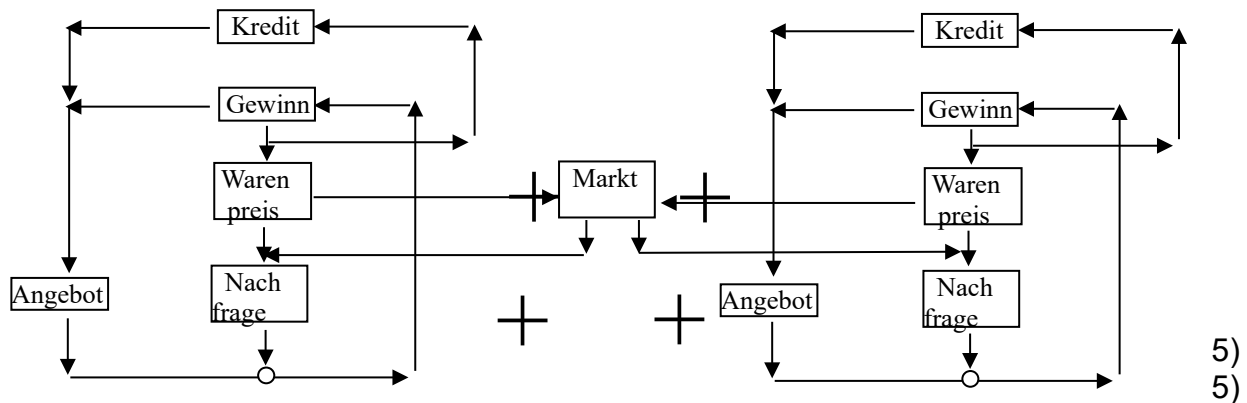 Kredit
Gewinn
Waren
preis
Nach
frage
Angebot
Markt
Kredit
Gewinn
Waren
preis
Nach
frage
Angebot
5)
5)